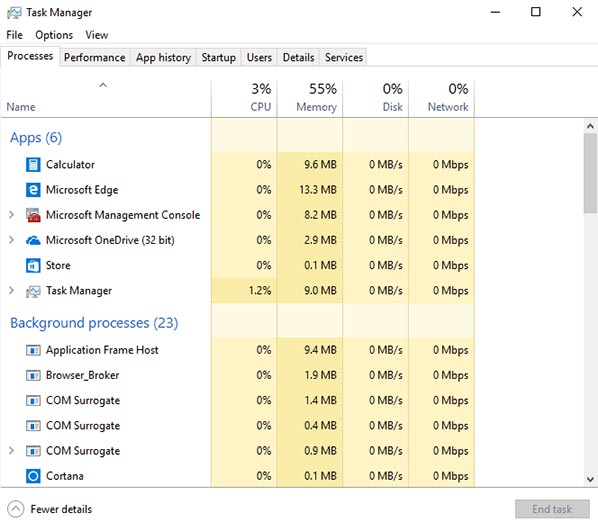 Task Manager
File Options View
Processes Performance App history Startup Users Details Services
3% 55% 0% 0%
Name CPU Memory Disk Network
Apps (6)
Calculator 0% 9.6 MB 0 MB/s 0 Mbps
Microsoft Edge 0% 13.3 MB 0 MB/s 0 Mbps
Microsoft Management Console 0% 8.2 MB 0 MB/s 0 Mbps
Microsoft OneDrive (32 bit) 0% 2.9 MB 0 MB/s 0 Mbps
Store 0% 0.1 MB 0 MB/s 0 Mbps
Task Manager 1.2% 9.0 MB 0 MB/s 0 Mbps
Background processes (23)
Application Frame Host 0% 9.4 MB 0 MB/s 0 Mbps
Browser_Broker 0% 1.9 MB 0 MB/s 0 Mbps
COM Surrogate 0% 1.4 MB 0 MB/s 0 Mbps
COM Surrogate 0% 0.4 MB 0 MB/s 0 Mbps
COM Surrogate 0% 0.9 MB 0 MB/s 0 Mbps
Cortana 0% 0.1 MB 0 MB/s 0 Mbps
Fewer details End task